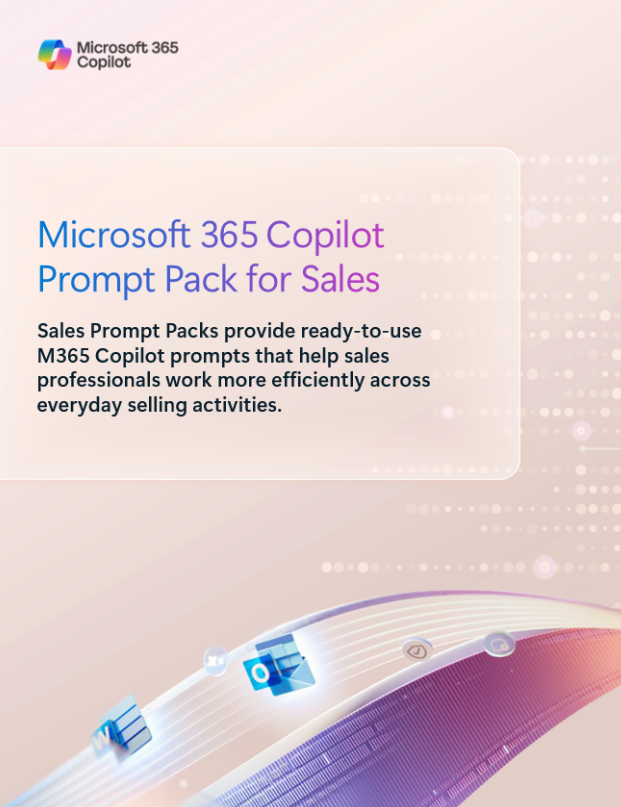 Microsoft 365
Copilot
Microsoft 365 Copilot
Prompt Pack for Sales
Sales Prompt Packs provide ready-to-use
M365 Copilot prompts that help sales
professionals work more efficiently across
everyday selling activities.
O
W